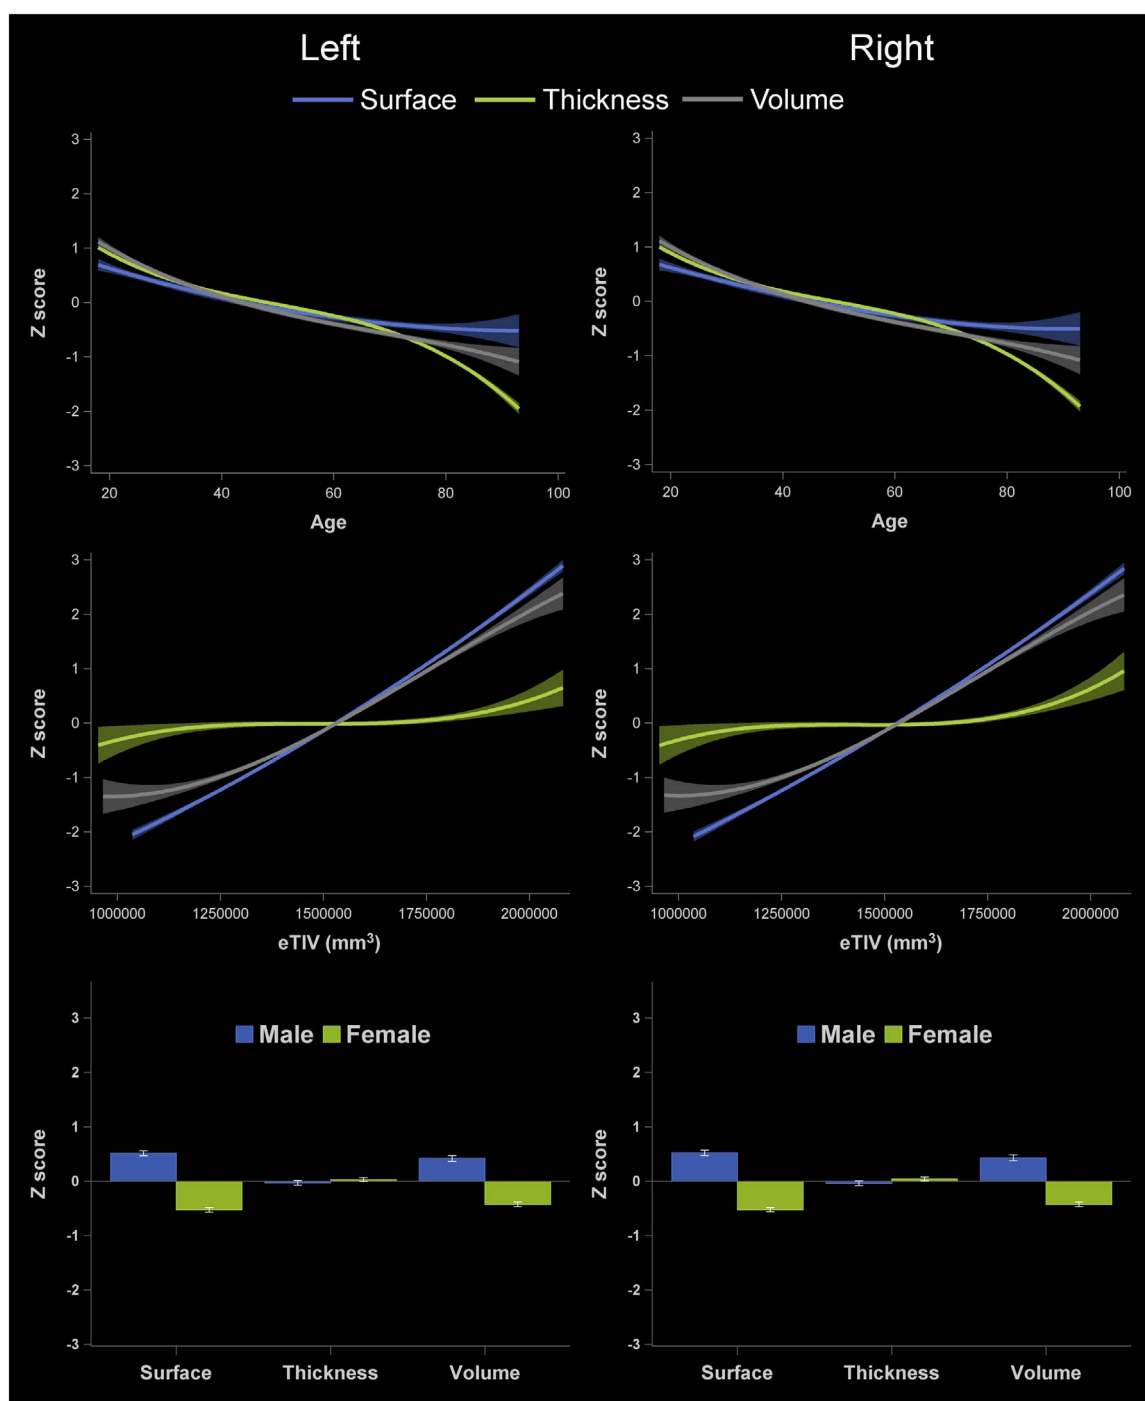 Left Right
Surface Thickness Volume
3 3
2 2
1 1
Z score Z score
0 0
-1 -1
-2 -2
-3 -3
20 40 60 80 100 20 40 60 80 100
Age Age
3 3
2 2
1 1
Z score Z score
0 0
-1 -1
-2 -2
-3 -3
1000000 1250000 1500000 1750000 2000000 1000000 1250000 1500000 1750000 2000000
eTIV (mm³) eTIV (mm³)
3 3
Male Female Male Female
2 2
1 1
Z score Z score
0 0
-1 -1
-2 -2
-3 -3
Surface Thickness Volume Surface Thickness Volume